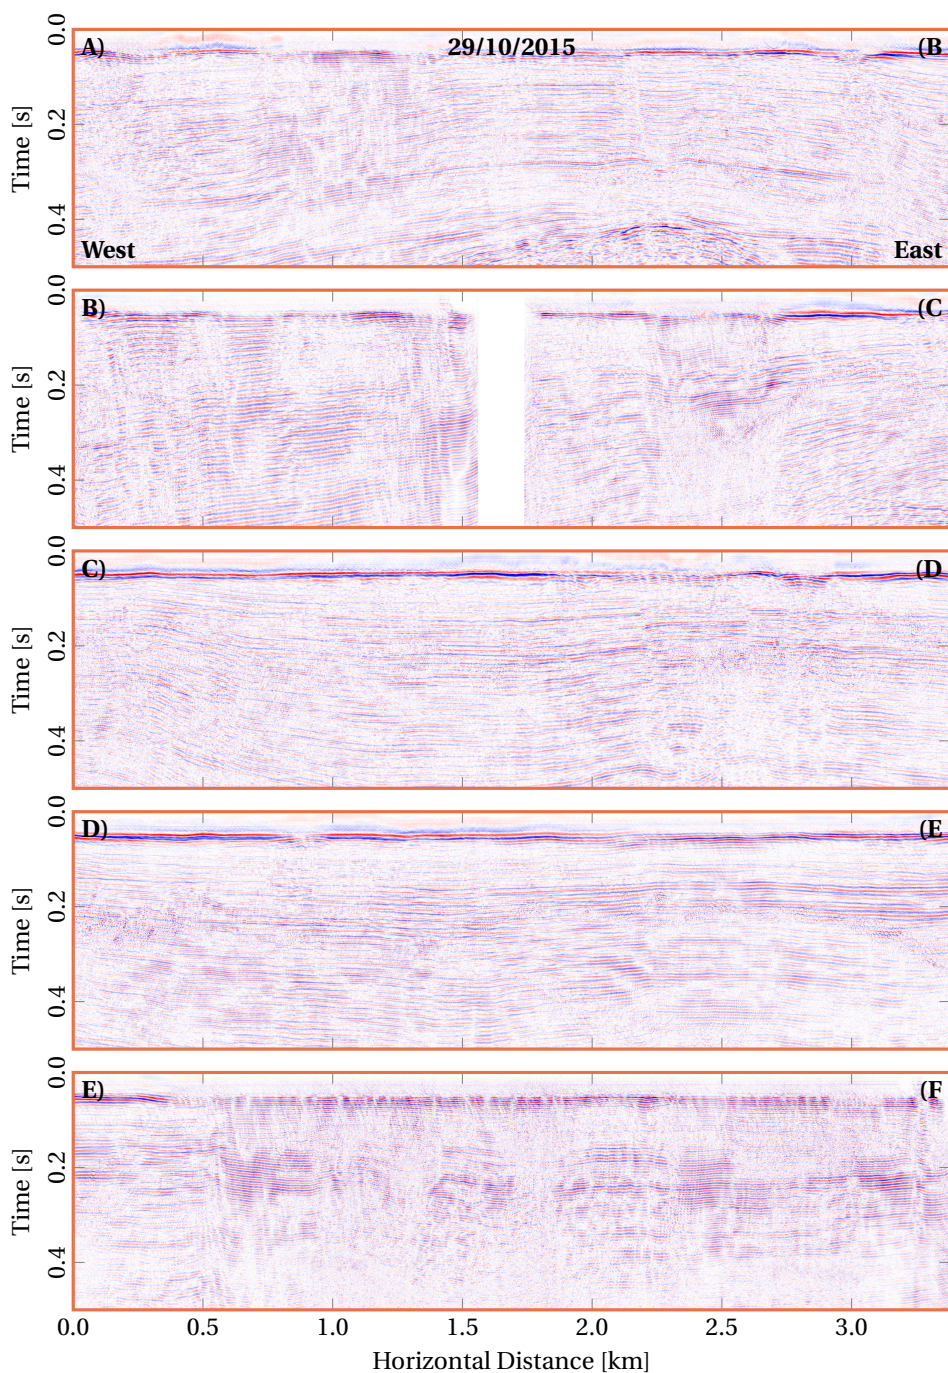 29/10/2015
A)
(B
0.0
0.2
0.4
Time [s]
West
East
B)
(C
0.0
0.2
0.4
Time [s]
C)
(D
0.0
0.2
0.4
Time [s]
D)
(E
0.0
0.2
0.4
Time [s]
E)
(F
0.0
0.2
0.4
Time [s]
0.0 0.5 1.0 1.5 2.0 2.5 3.0
Horizontal Distance [km]